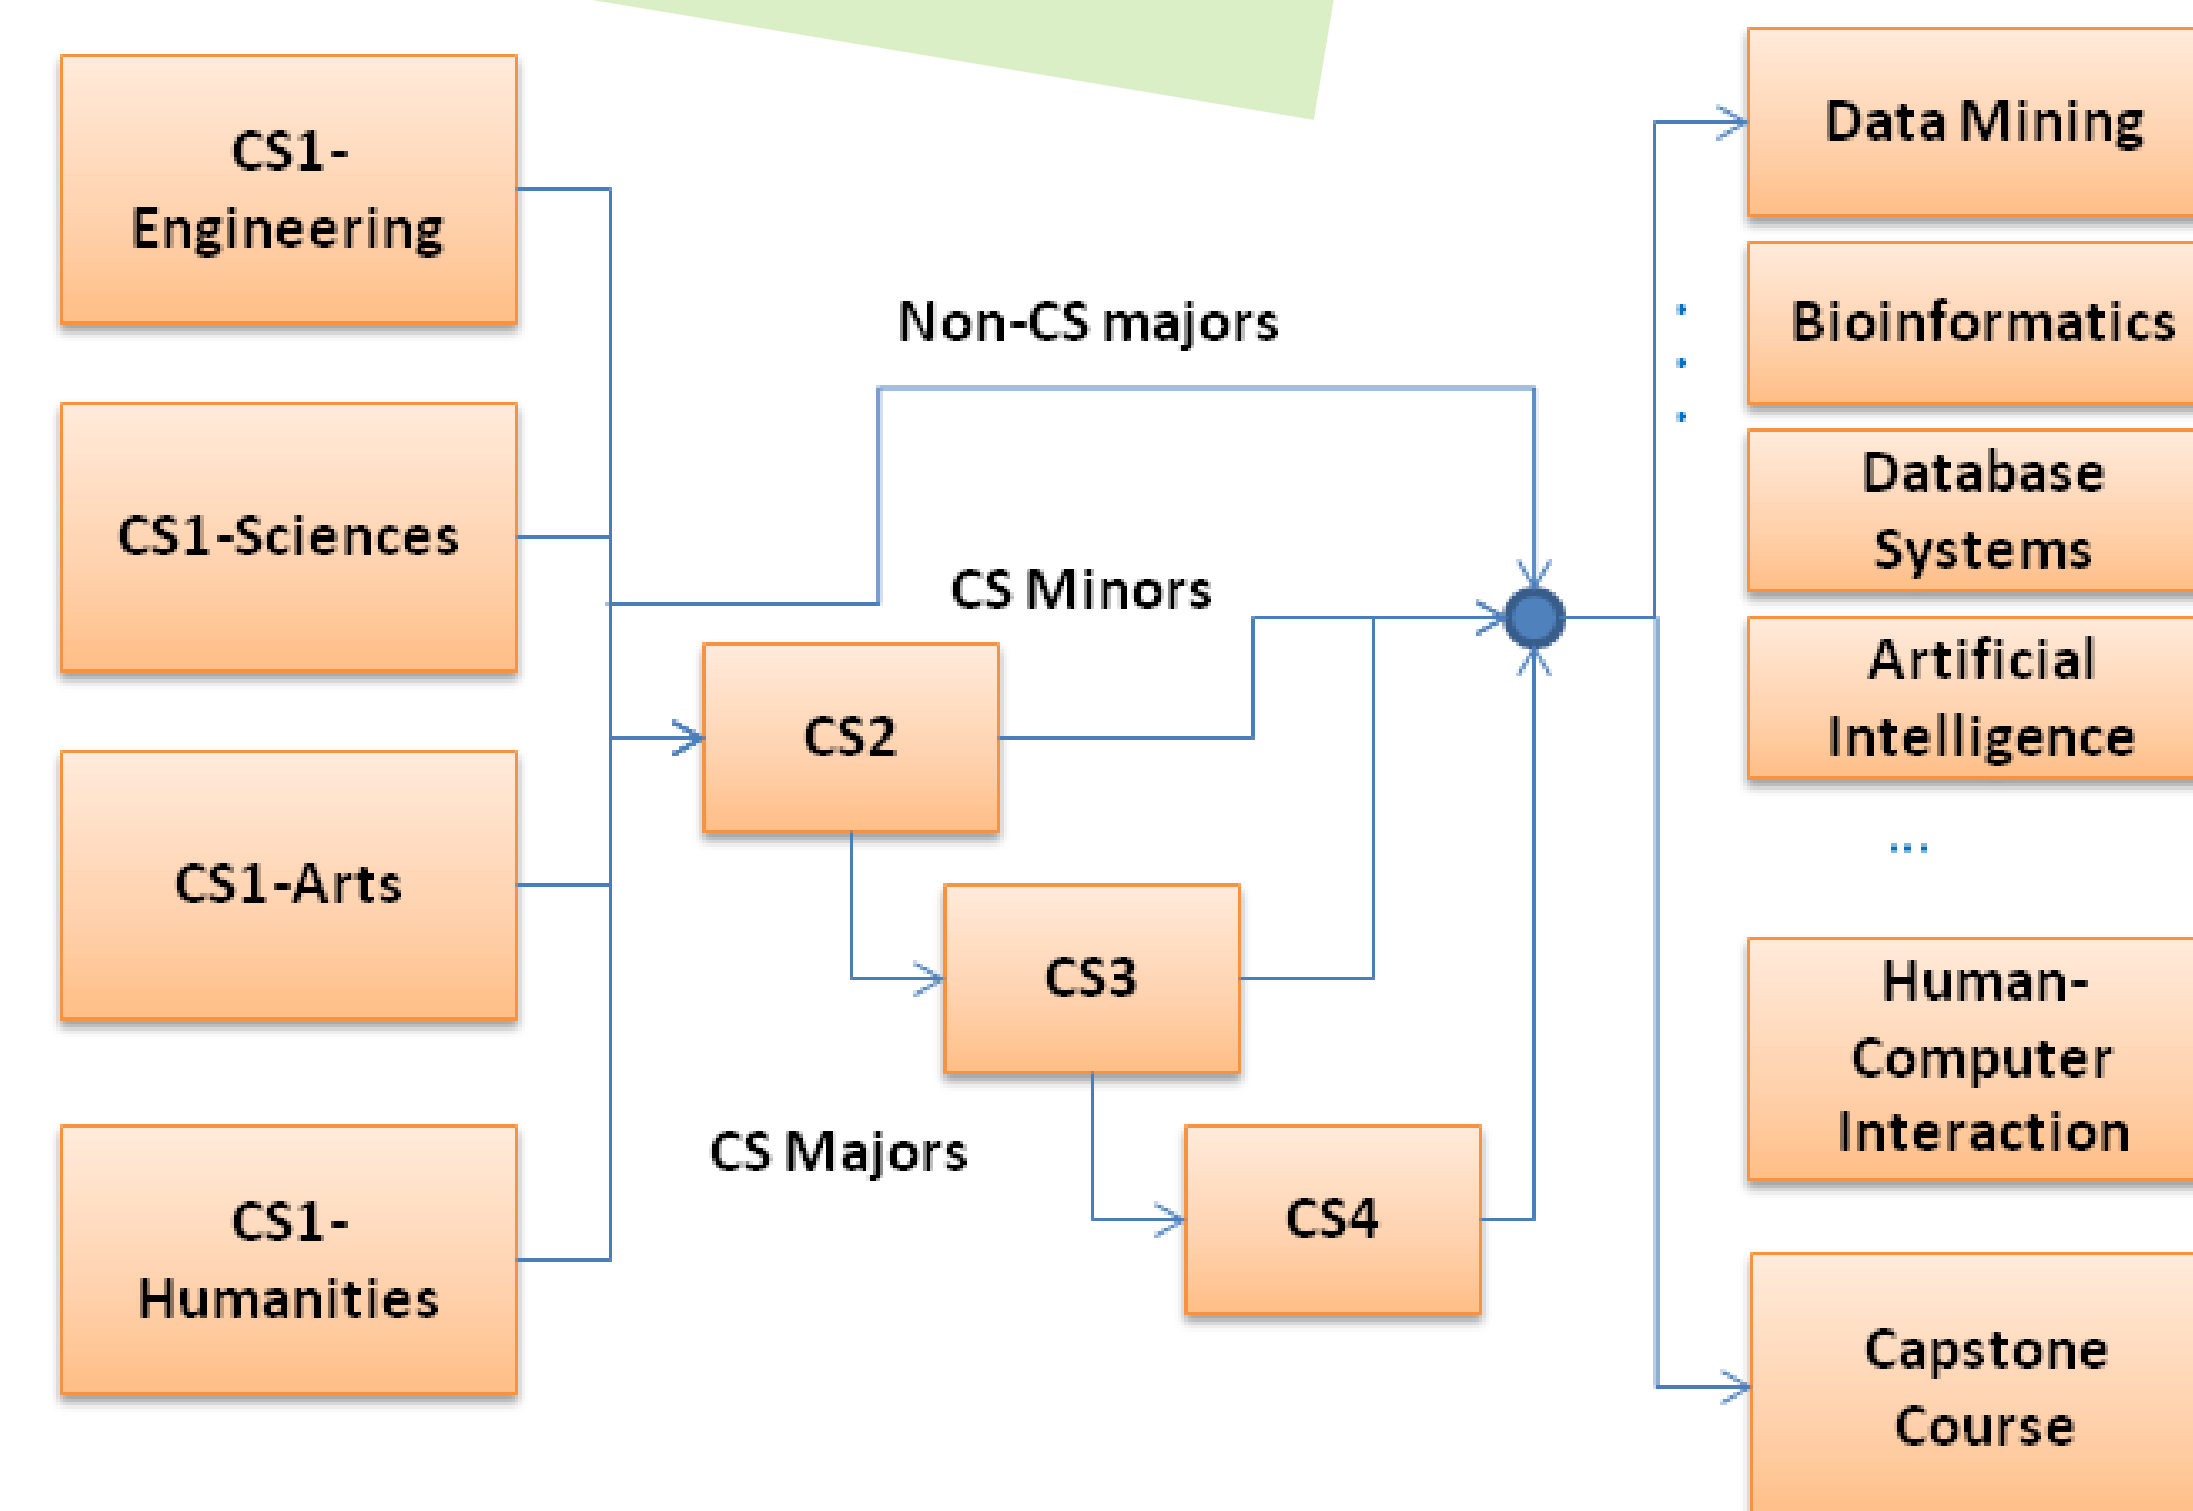 CS1-
Engineering
CS1-Sciences
CS1-Arts
CS1-
Humanities
Non-CS majors
CS Minors
CS2
CS3
CS Majors
CS4
Data Mining
Bioinformatics
Database
Systems
Artificial
Intelligence
...
Human-
Computer
Interaction
Capstone
Course